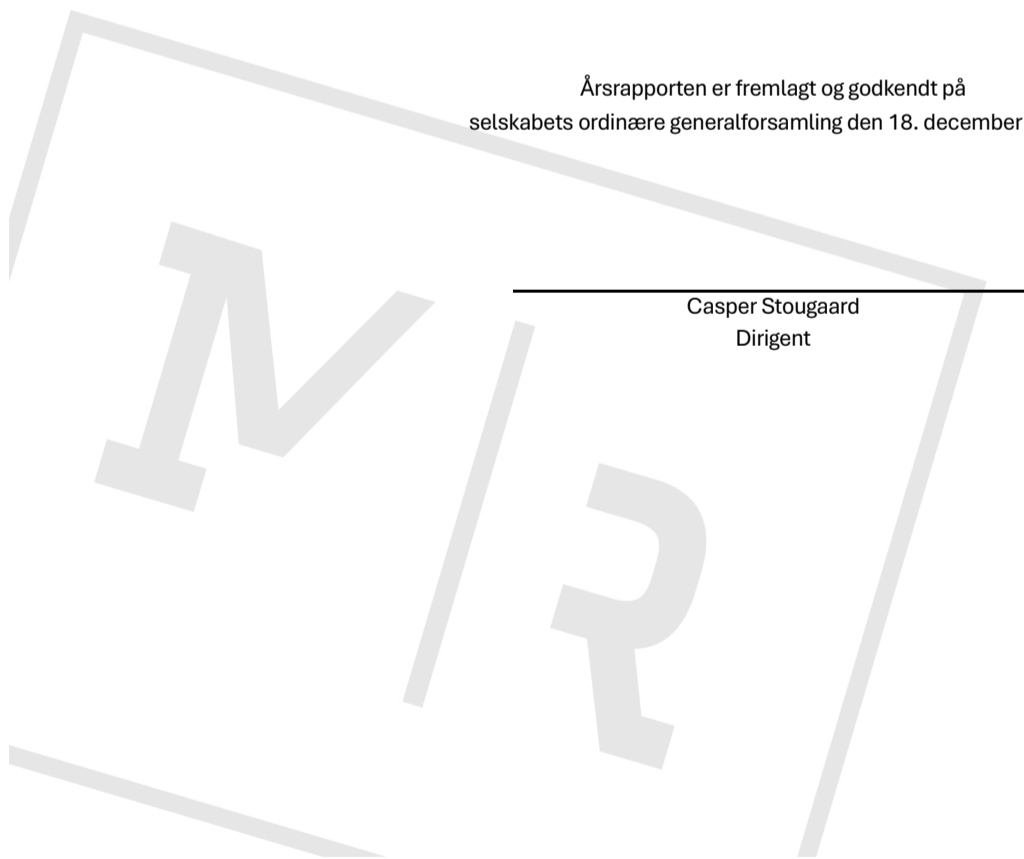 Årsrapporten er fremlagt og godkendt på
selskabets ordinære generalforsamling den 18. december
Casper Stougaard
Dirigent
M
R